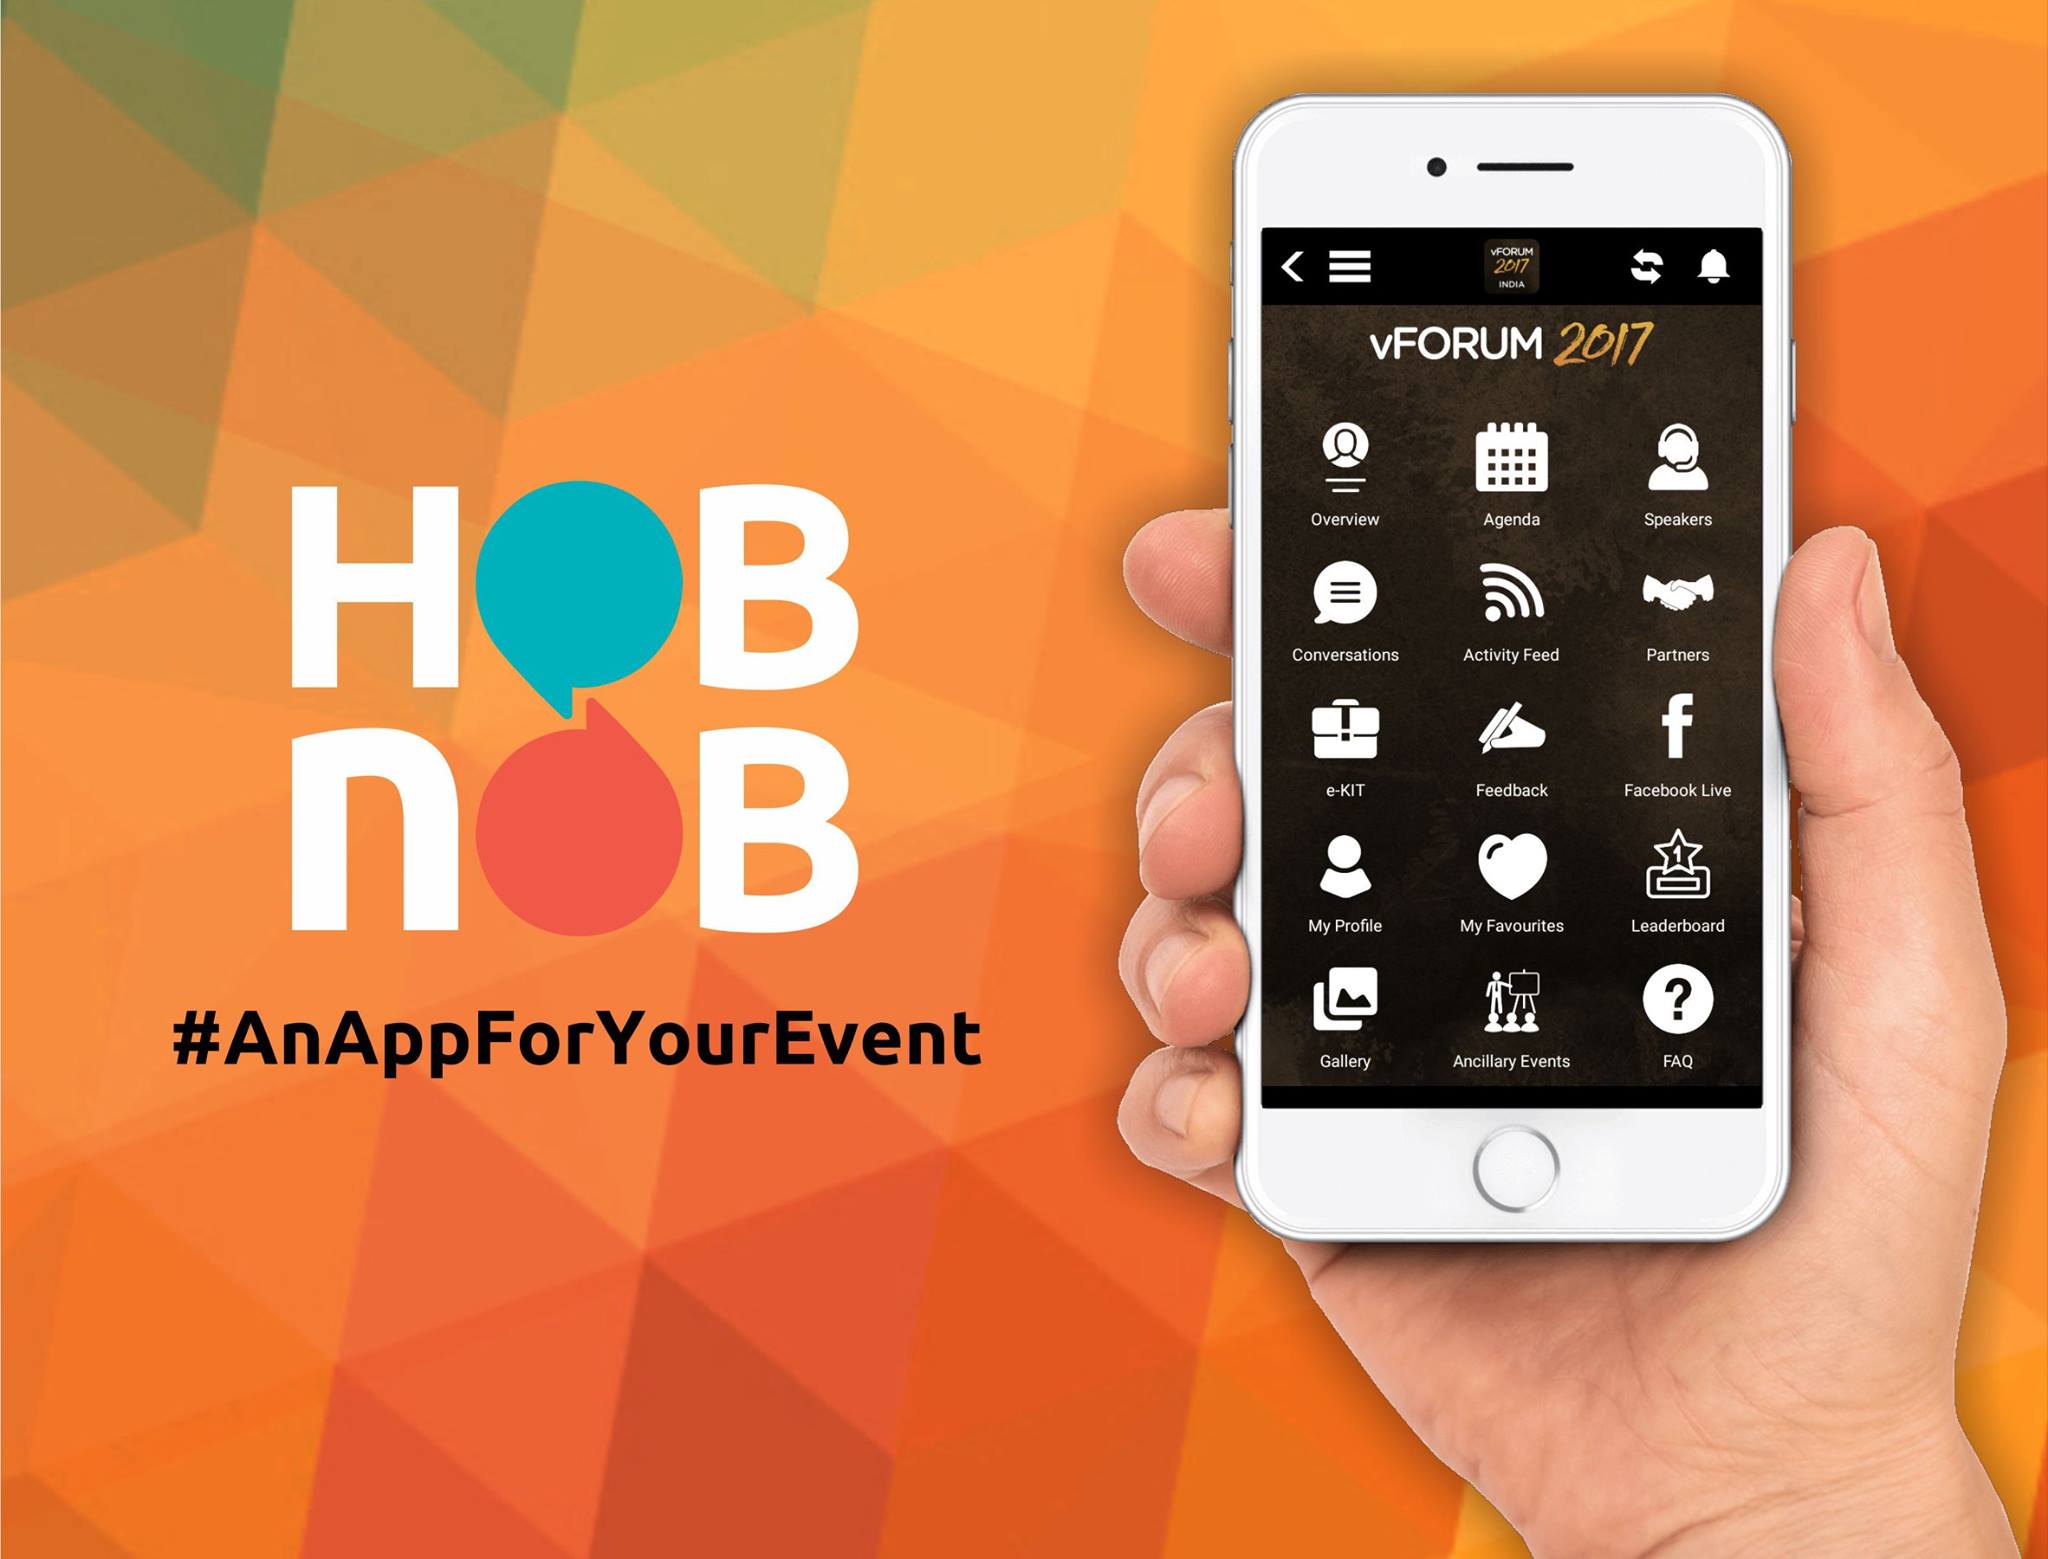 HOB
nOB
#AnAppForYourEvent
vFORUM
2017
INDIA
vFORUM 2017
Overview Agenda Speakers
Conversations Activity Feed Partners
e-KIT Feedback Facebook Live
1
My Profile My Favourites Leaderboard
?
Gallery Ancillary Events FAQ